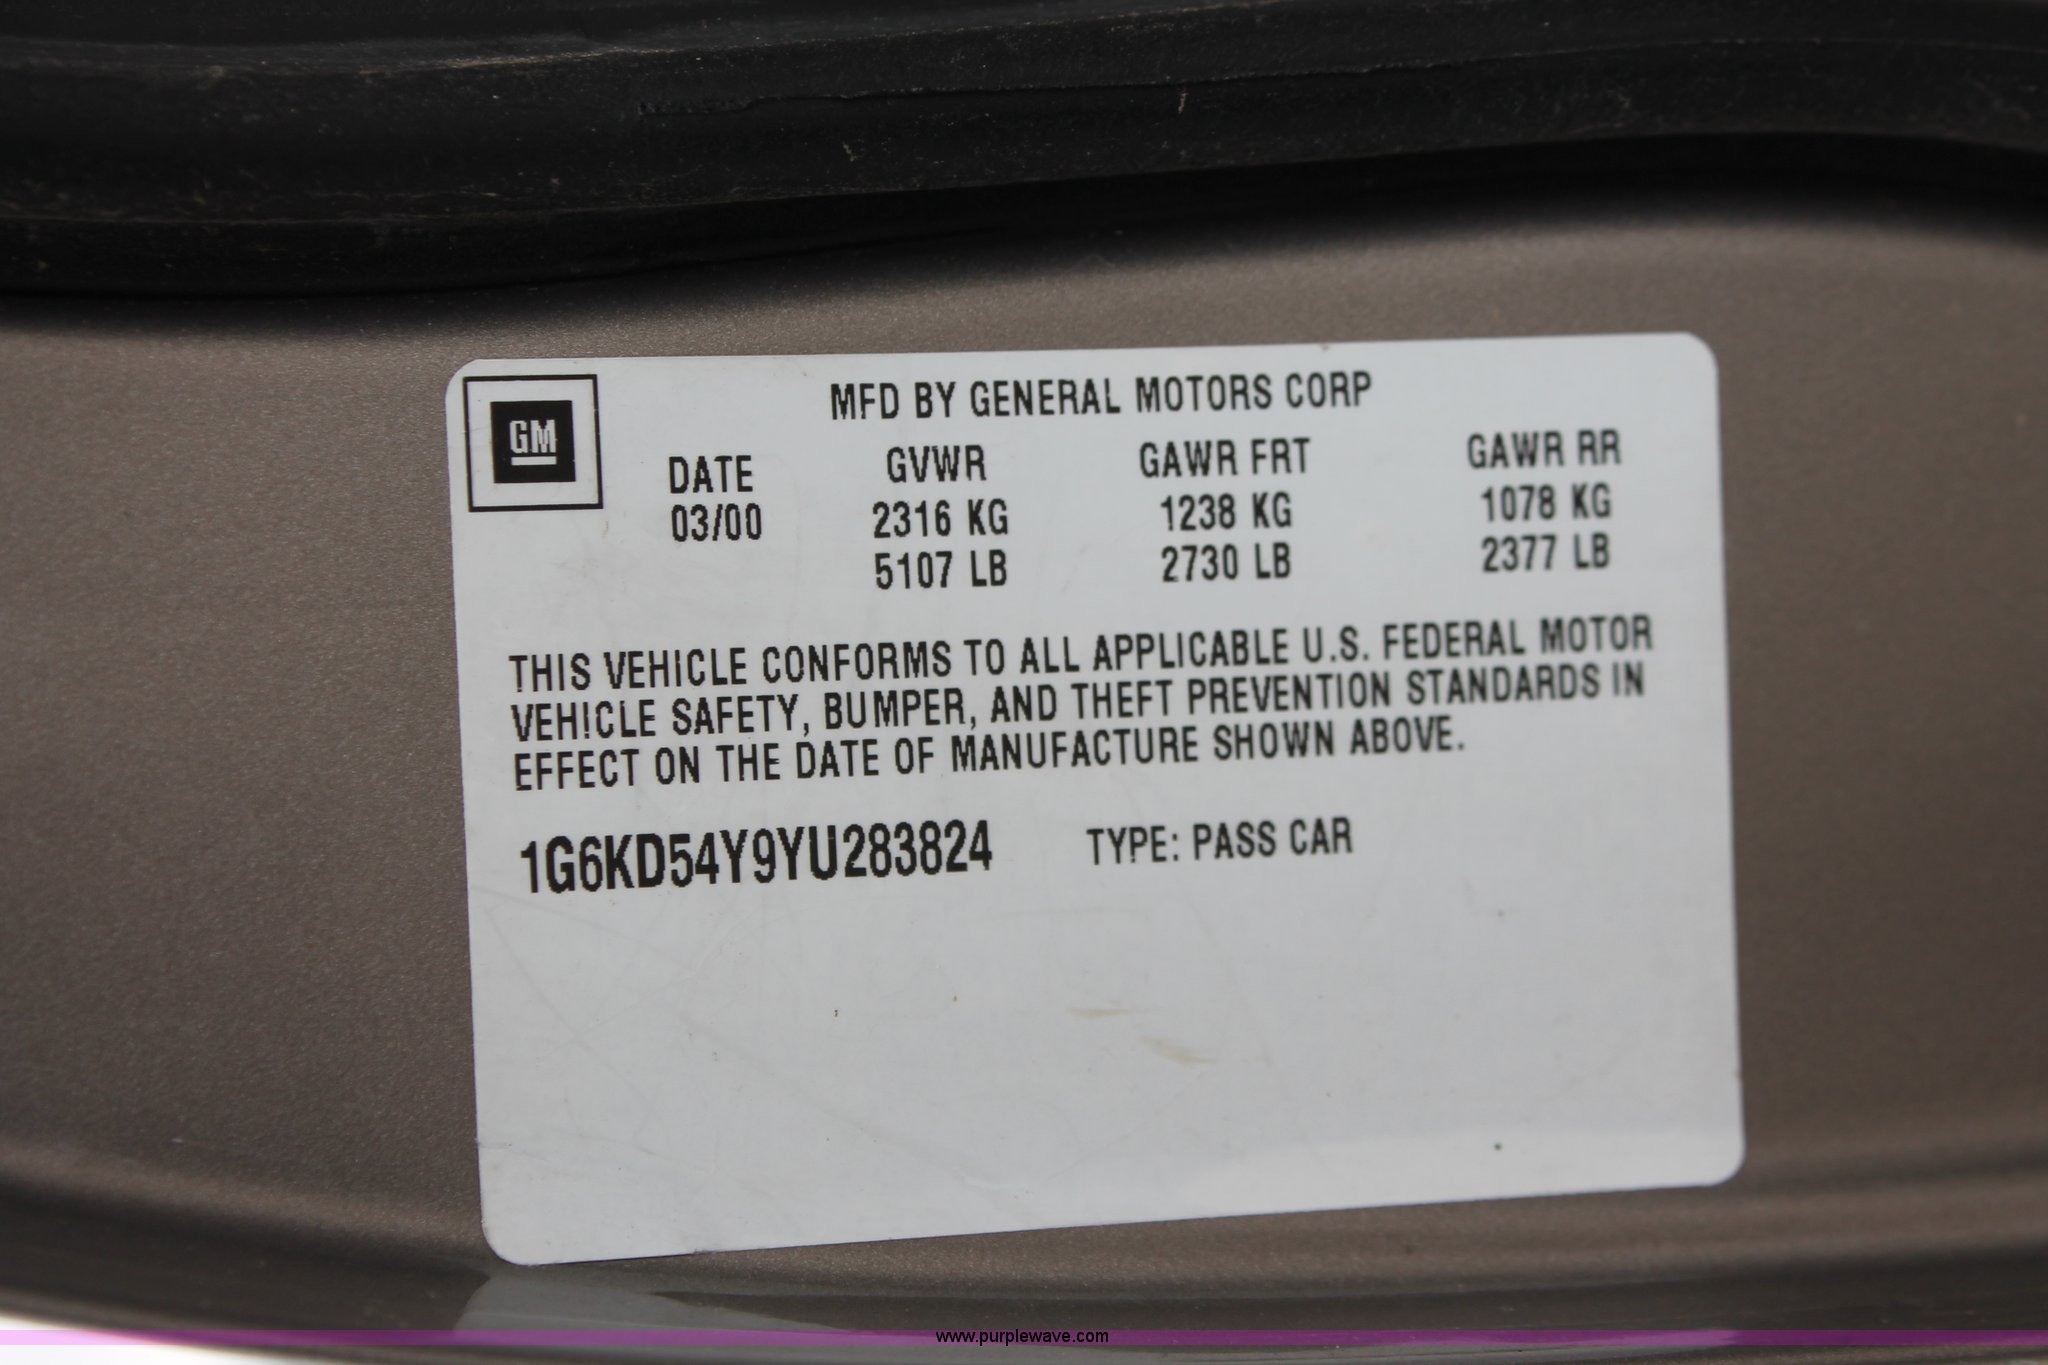 MFD BY GENERAL MOTORS CORP
GM
DATE GVWR GAWR FRT GAWR RR
03/00 2316 KG 1238 KG 1078 KG
5107 LB 2730 LB 2377 LB
THIS VEHICLE CONFORMS TO ALL APPLICABLE U.S. FEDERAL MOTOR
VEHICLE SAFETY, BUMPER, AND THEFT PREVENTION STANDARDS IN
EFFECT ON THE DATE OF MANUFACTURE SHOWN ABOVE.
1G6KD54Y9YU283824 TYPE: PASS CAR
www.purplewave.com